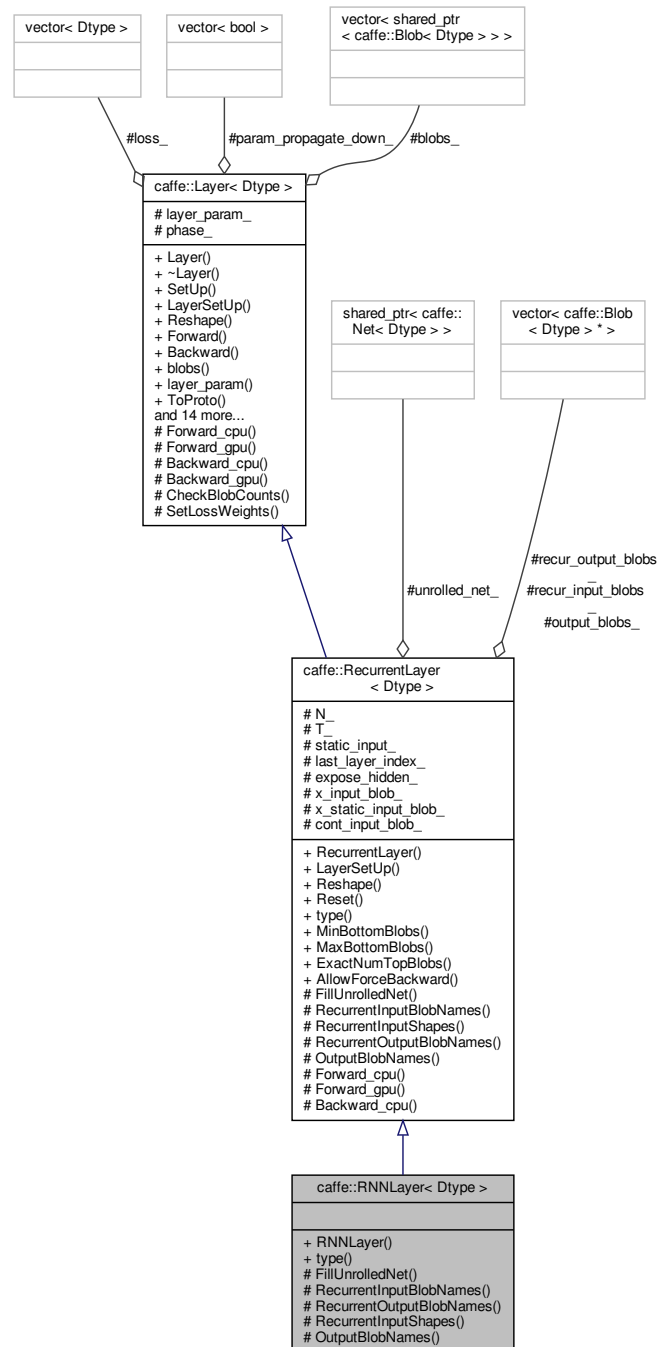 vector< Dtype >
vector< bool >
vector< shared_ptr
< caffe::Blob< Dtype > > >
#loss_
#param_propagate_down_
#blobs_
caffe::Layer< Dtype >
# layer_param_
# phase_
+ Layer()
+ ~Layer()
+ SetUp()
+ LayerSetUp()
+ Reshape()
+ Forward()
+ Backward()
+ blobs()
+ layer_param()
+ ToProto()
and 14 more...
# Forward_cpu()
# Forward_gpu()
# Backward_cpu()
# Backward_gpu()
# CheckBlobCounts()
# SetLossWeights()
shared_ptr< caffe::
Net< Dtype > >
vector< caffe::Blob
< Dtype > * >
#unrolled_net_
#recur_output_blobs
_
#recur_input_blobs
_
#output_blobs_
caffe::RecurrentLayer
< Dtype >
# N_
# T_
# static_input_
# last_layer_index_
# expose_hidden_
# x_input_blob_
# x_static_input_blob_
# cont_input_blob_
+ RecurrentLayer()
+ LayerSetUp()
+ Reshape()
+ Reset()
+ type()
+ MinBottomBlobs()
+ MaxBottomBlobs()
+ ExactNumTopBlobs()
+ AllowForceBackward()
# FillUnrolledNet()
# RecurrentInputBlobNames()
# RecurrentInputShapes()
# RecurrentOutputBlobNames()
# OutputBlobNames()
# Forward_cpu()
# Forward_gpu()
# Backward_cpu()
caffe::RNNLayer< Dtype >
+ RNNLayer()
+ type()
# FillUnrolledNet()
# RecurrentInputBlobNames()
# RecurrentOutputBlobNames()
# RecurrentInputShapes()
# OutputBlobNames()